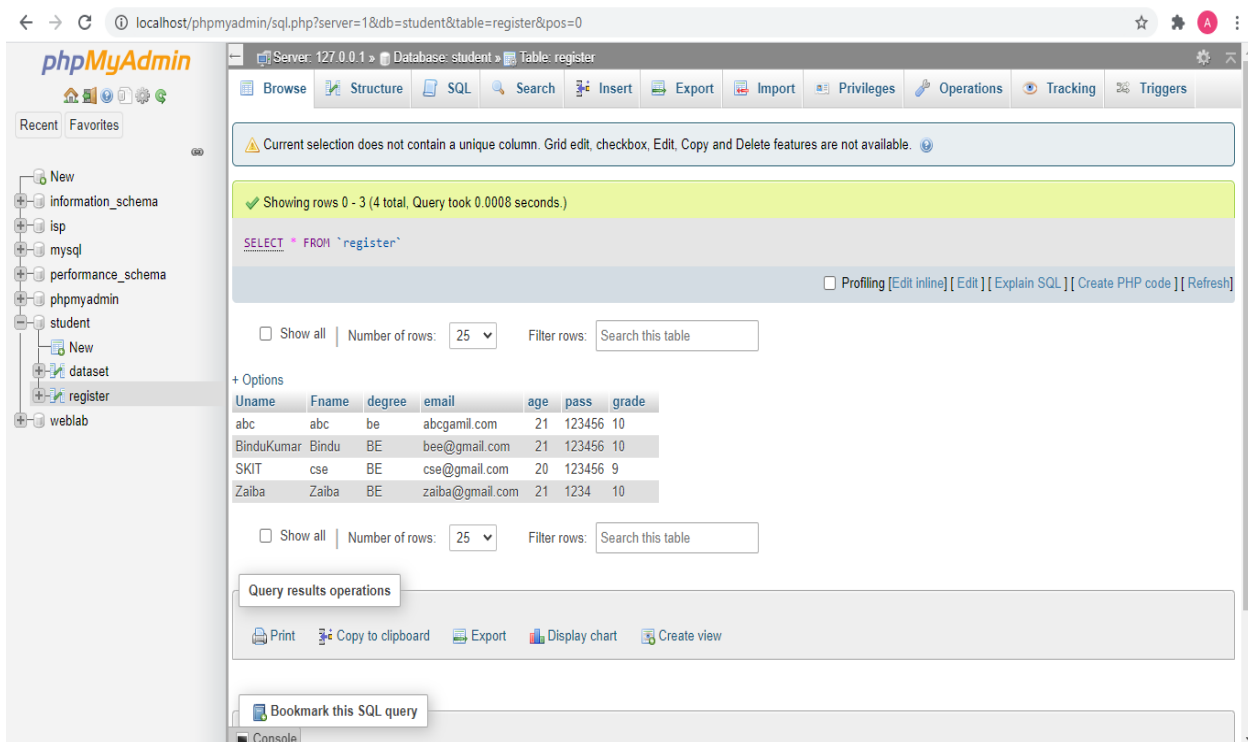 localhost/phpmyadmin/sql.php?server=1&db=student&table=register&pos=0
A
phpMyAdmin
Recent Favorites
New
information_schema
isp
mysql
performance_schema
phpmyadmin
student
New
dataset
register
weblab
Server: 127.0.0.1 » Database: student » Table: register
Browse Structure SQL Search Insert Export Import Privileges Operations Tracking Triggers
Current selection does not contain a unique column. Grid edit, checkbox, Edit, Copy and Delete features are not available.
Showing rows 0 - 3 (4 total, Query took 0.0008 seconds.)
SELECT * FROM `register`
Profiling [Edit inline] [ Edit ] [ Explain SQL ] [ Create PHP code ] [ Refresh]
Show all | Number of rows: 25 Filter rows: Search this table
+ Options
Uname Fname degree email age pass grade
abc abc be abcgamil.com 21 123456 10
BinduKumar Bindu BE bee@gmail.com 21 123456 10
SKIT cse BE cse@gmail.com 20 123456 9
Zaiba Zaiba BE zaiba@gmail.com 21 1234 10
Show all | Number of rows: 25 Filter rows: Search this table
Query results operations
Print Copy to clipboard Export Display chart Create view
Bookmark this SQL query
Console